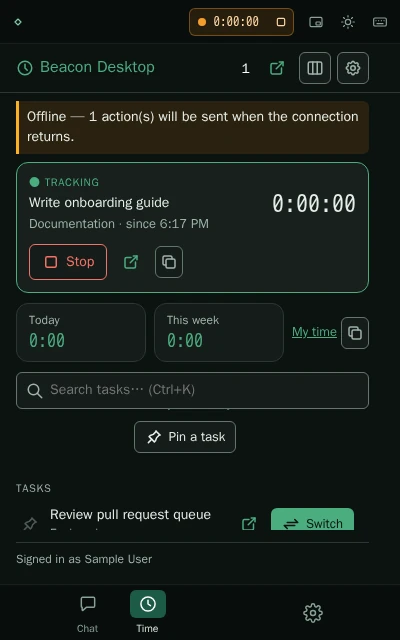 0:00:00
Beacon Desktop
1
Offline — 1 action(s) will be sent when the connection
returns.
TRACKING
Write onboarding guide
0:00:00
Documentation · since 6:17 PM
Stop
Today
0:00
This week
0:00
My time
Search tasks··· (Ctrl+K)
Pin a task
TASKS
Review pull request queue
Switch
Signed in as Sample User
Chat
Time